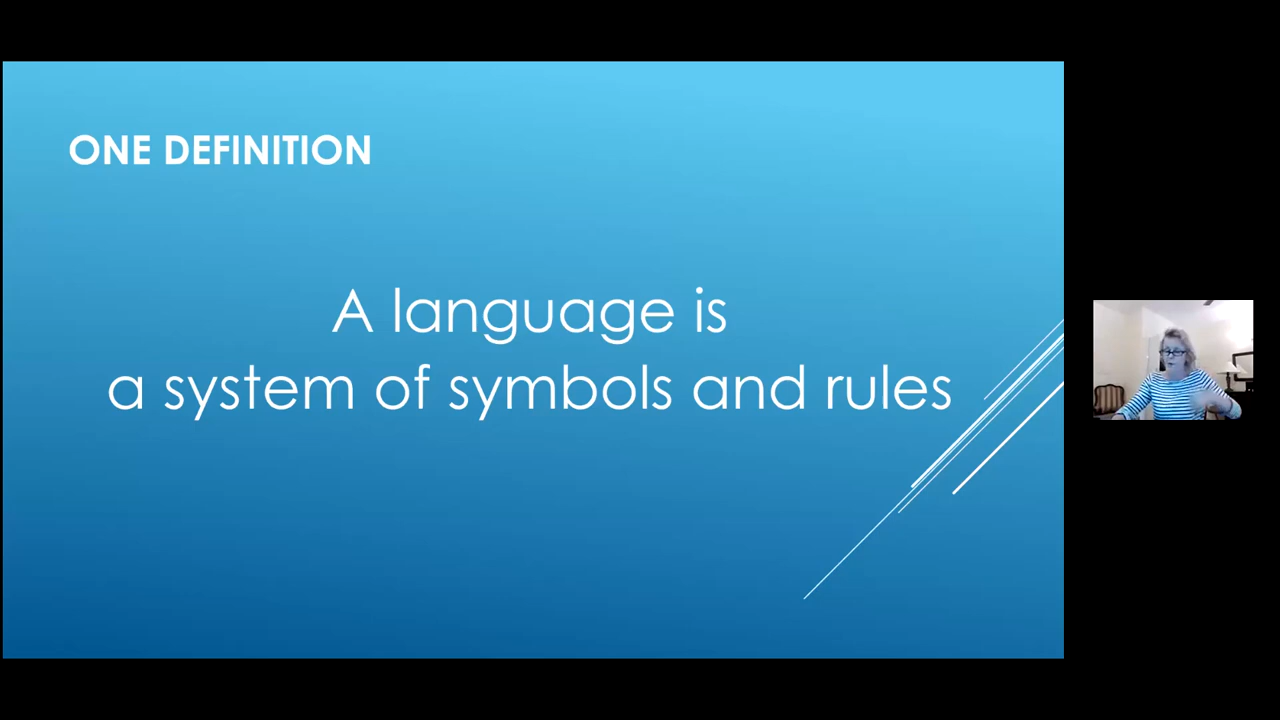 ONE DEFINITION
A language is
a system of symbols and rules